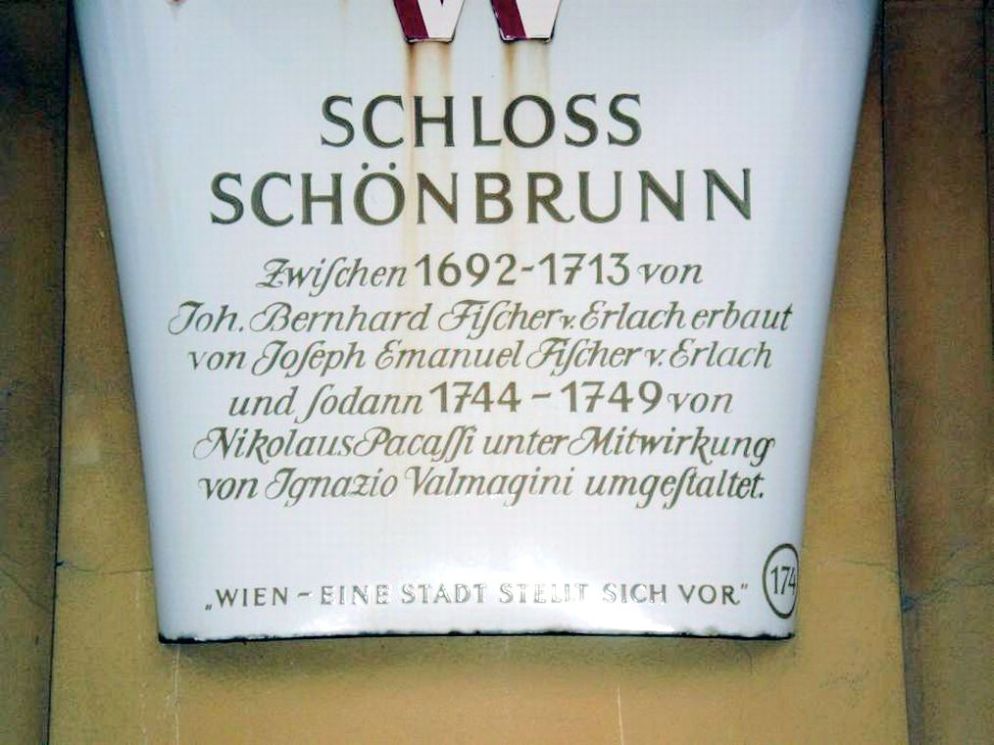 W
SCHLOSS
SCHÖNBRUNN
Zwiſchen 1692-1713 von
Joh. Bernhard Fiſcher v. Erlach erbaut
von Joſeph Emanuel Fiſcher v. Erlach
und ſodann 1744-1749 von
Nikolaus Pacaſſi unter Mitwirkung
von Ignazio Valmagini umgeſtaltet.
„WIEN - EINE STADT STELLT SICH VOR"
174